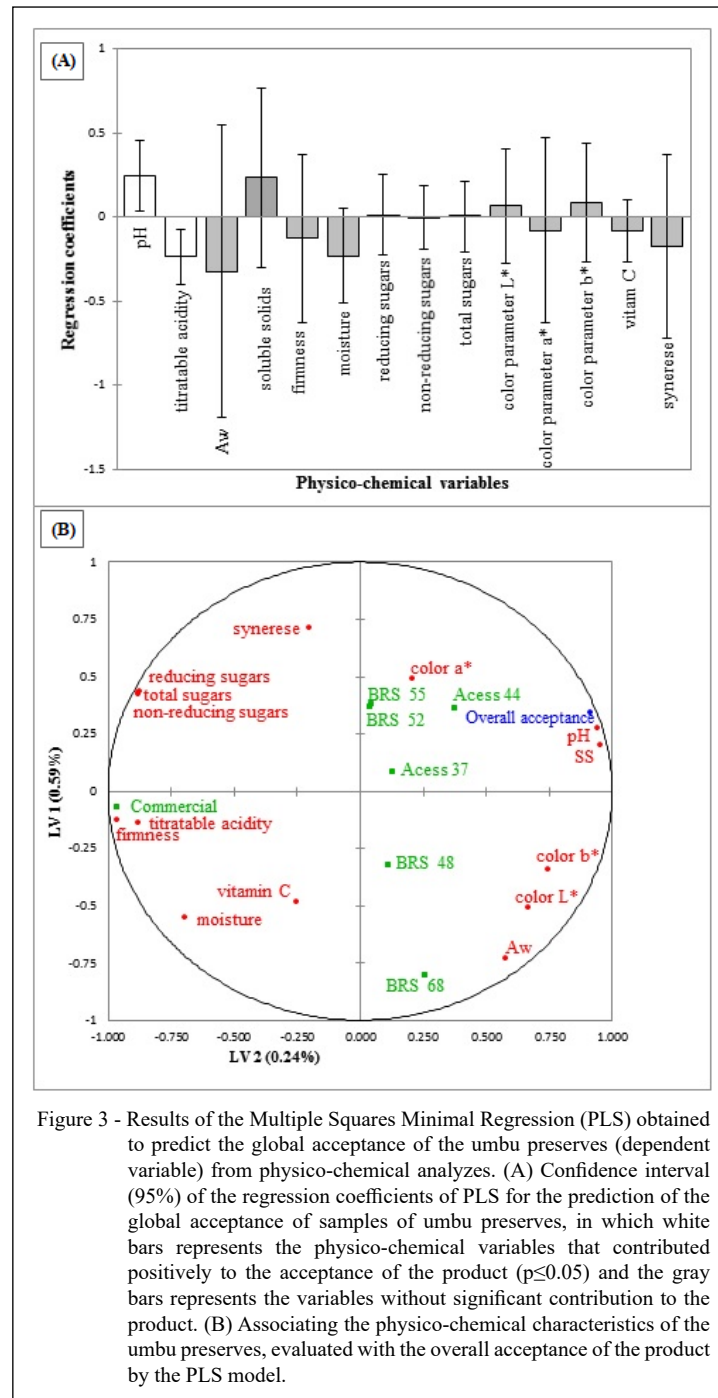 (A)
1
0.5
0
-0.5
-1
-1.5
Regression coefficients
pH
titratable acidity
Aw
soluble solids
firmness
moisture
reducing sugars
non-reducing sugars
total sugars
color parameter L*
color parameter a*
color parameter b*
vitam C
synerese
Physico-chemical variables
(B)
1
0.75
0.5
0.25
0
-0.25
-0.5
-0.75
-1
LV 1 (0.59%)
synerese
reducing sugars
total sugars
non-reducing sugars
color a*
BRS 55
BRS 52
Acess 44
Overall acceptance
pH
SS
Acess 37
Commercial
titratable acidity
firmness
BRS 48
color b*
vitamin C
color L*
moisture
Aw
BRS 68
-1.000
-0.750
-0.500
-0.250
0.000
0.250
0.500
0.750
1.000
LV 2 (0.24%)
Figure 3 - Results of the Multiple Squares Minimal Regression (PLS) obtained
to predict the global acceptance of the umbu preserves (dependent
variable) from physico-chemical analyzes. (A) Confidence interval
(95%) of the regression coefficients of PLS for the prediction of the
global acceptance of samples of umbu preserves, in which white
bars represents the physico-chemical variables that contributed
positively to the acceptance of the product (p≤0.05) and the gray
bars represents the variables without significant contribution to the
product. (B) Associating the physico-chemical characteristics of the
umbu preserves, evaluated with the overall acceptance of the product
by the PLS model.